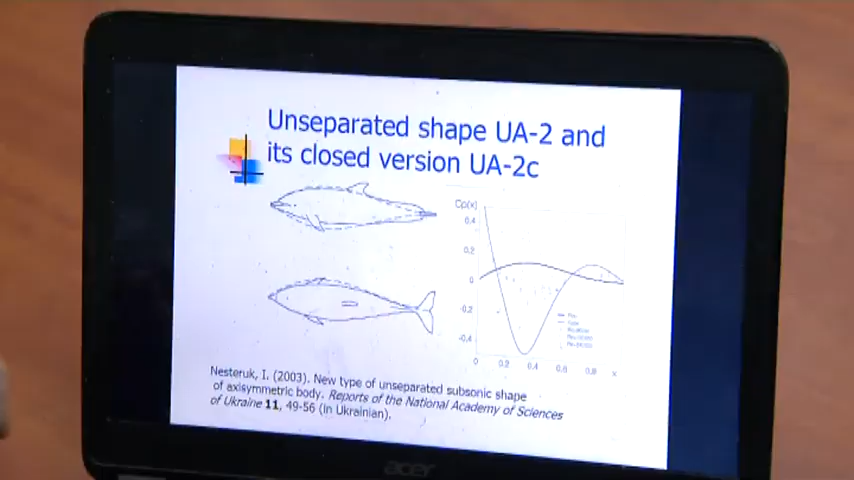 Unseparated shape UA-2 and
its closed version UA-2c
Cp(x)
0.4
0.2
0
-0.2
-0.4
0 0.2 0.4 0.6 0.8 x
Nesteruk, I. (2003). New type of unseparated subsonic shape
of axisymmetric body. Reports of the National Academy of Sciences
of Ukraine 11, 49-56 (in Ukrainian).
acer